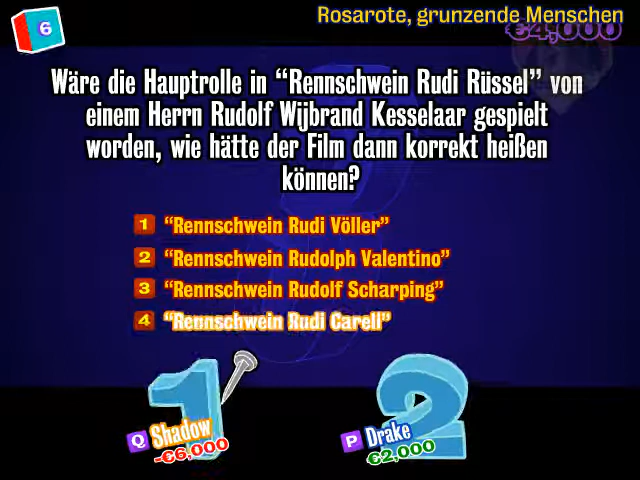 Rosarote, grunzende Menschen
6
€4,000
Wäre die Hauptrolle in “Rennschwein Rudi Rüssel” von
einem Herrn Rudolf Wijbrand Kesselaar gespielt
worden, wie hätte der Film dann korrekt heißen
können?
1 “Rennschwein Rudi Völler”
2 “Rennschwein Rudolph Valentino”
3 “Rennschwein Rudolf Scharping”
4 “Rennschwein Rudi Carell”
1
2
Q Shadow
-€6,000
P Drake
€2,000